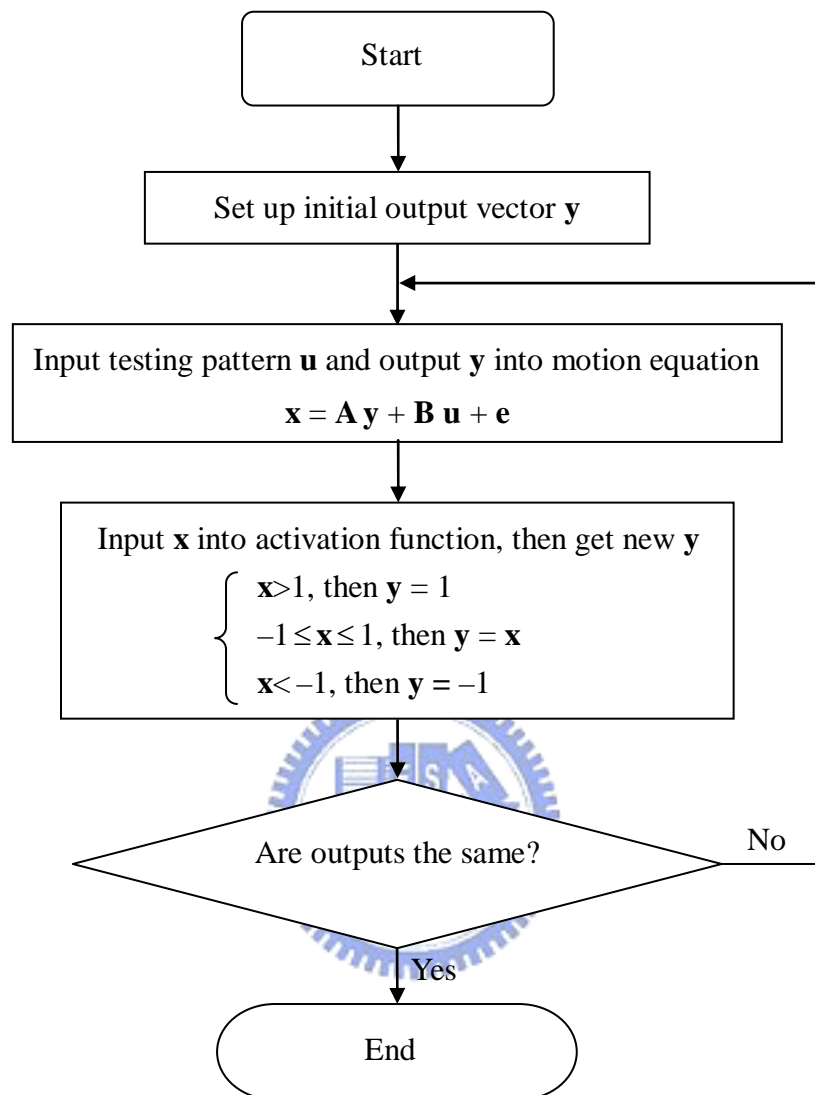 Start
Set up initial output vector y
Input testing pattern u and output y into motion equation
x = A y + B u + e
Input x into activation function, then get new y
x>1, then y = 1
–1 ≤ x ≤ 1, then y = x
x< –1, then y = –1
E S A
Are outputs the same?
No
Yes
End